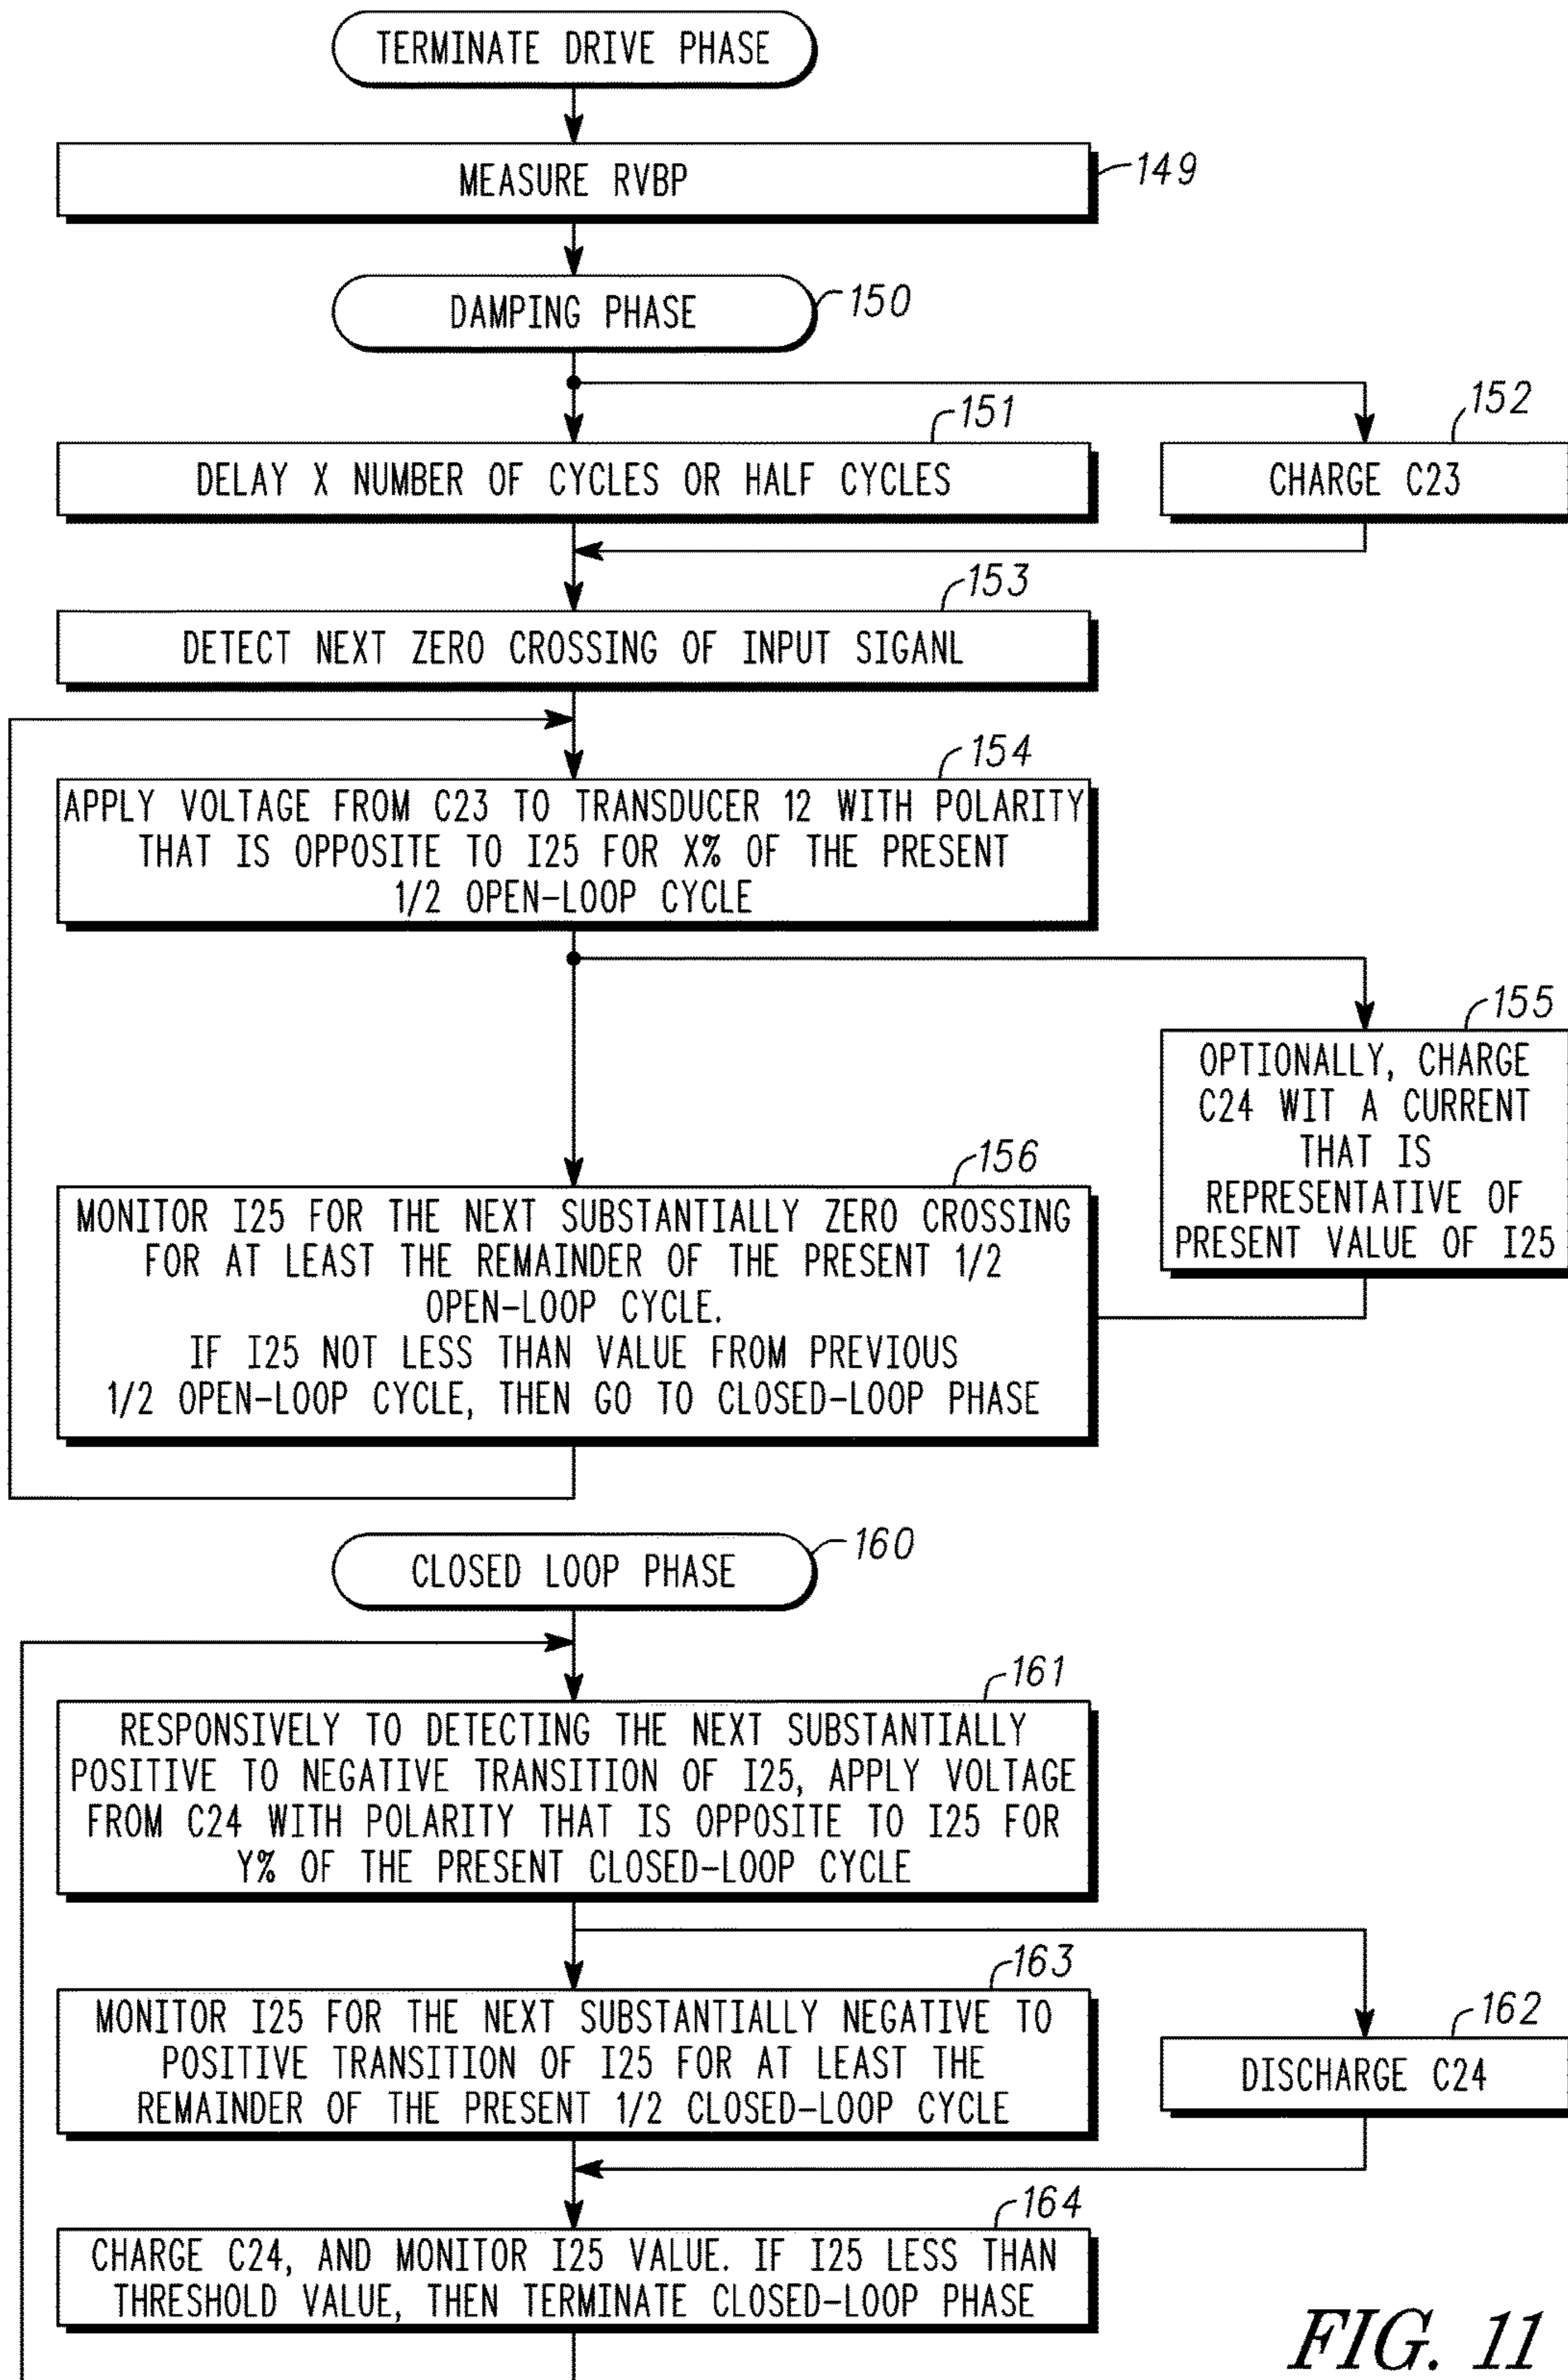 TERMINATE DRIVE PHASE
MEASURE RVBP
149
DAMPING PHASE
150
151
DELAY X NUMBER OF CYCLES OR HALF CYCLES
152
CHARGE C23
153
DETECT NEXT ZERO CROSSING OF INPUT SIGANL
154
APPLY VOLTAGE FROM C23 TO TRANSDUCER 12 WITH POLARITY
THAT IS OPPOSITE TO I25 FOR X% OF THE PRESENT
1/2 OPEN-LOOP CYCLE
155
OPTIONALLY, CHARGE
C24 WIT A CURRENT
THAT IS
REPRESENTATIVE OF
PRESENT VALUE OF I25
156
MONITOR I25 FOR THE NEXT SUBSTANTIALLY ZERO CROSSING
FOR AT LEAST THE REMAINDER OF THE PRESENT 1/2
OPEN-LOOP CYCLE.
IF I25 NOT LESS THAN VALUE FROM PREVIOUS
1/2 OPEN-LOOP CYCLE, THEN GO TO CLOSED-LOOP PHASE
CLOSED LOOP PHASE
160
161
RESPONSIVELY TO DETECTING THE NEXT SUBSTANTIALLY
POSITIVE TO NEGATIVE TRANSITION OF I25, APPLY VOLTAGE
FROM C24 WITH POLARITY THAT IS OPPOSITE TO I25 FOR
Y% OF THE PRESENT CLOSED-LOOP CYCLE
163
MONITOR I25 FOR THE NEXT SUBSTANTIALLY NEGATIVE TO
POSITIVE TRANSITION OF I25 FOR AT LEAST THE
REMAINDER OF THE PRESENT 1/2 CLOSED-LOOP CYCLE
162
DISCHARGE C24
164
CHARGE C24, AND MONITOR I25 VALUE. IF I25 LESS THAN
THRESHOLD VALUE, THEN TERMINATE CLOSED-LOOP PHASE
FIG. 11